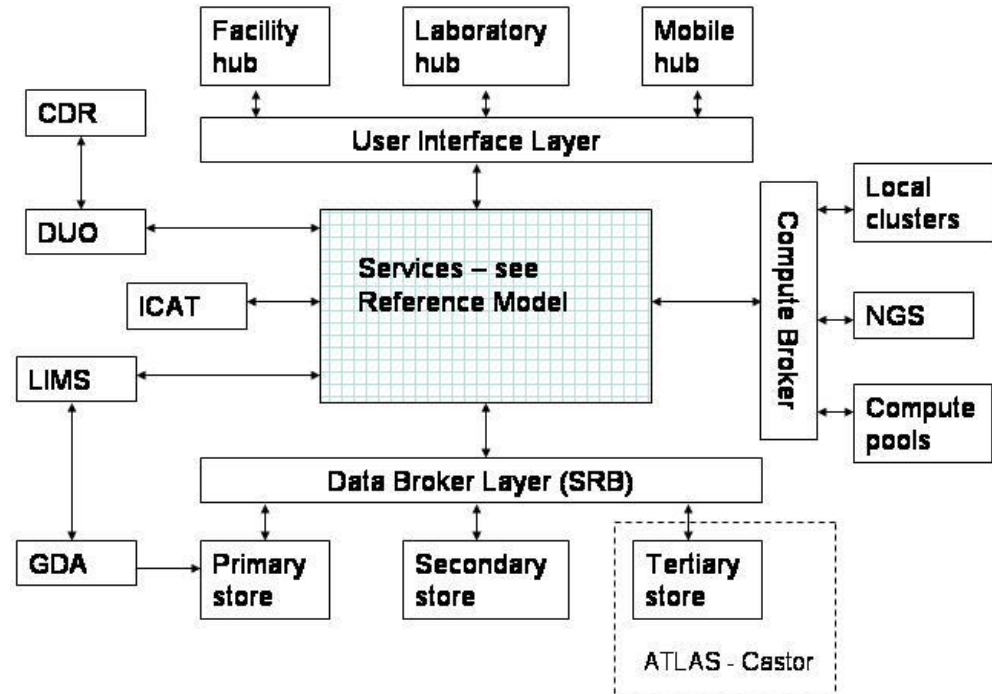 Facility
hub
Laboratory
hub
Mobile
hub
CDR
User Interface Layer
Local
clusters
DUO
Services – see
Reference Model
Compute Broker
ICAT
NGS
LIMS
Compute
pools
Data Broker Layer (SRB)
GDA
Primary
store
Secondary
store
Tertiary
store
ATLAS - Castor